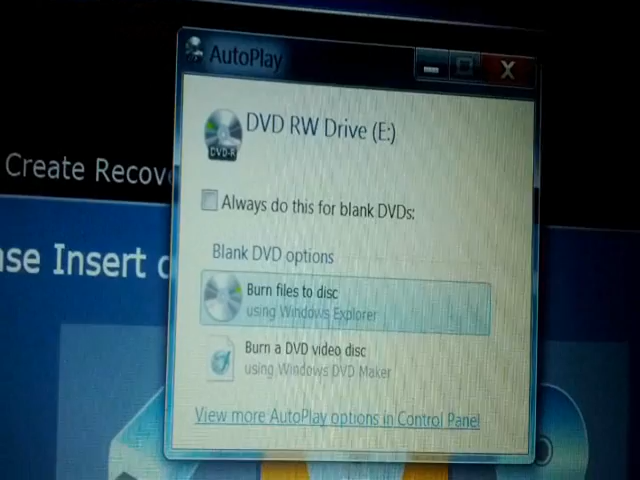 AutoPlay
DVD RW Drive (E:)
DVD-R
Create Recov
Always do this for blank DVDs:
se Insert
Blank DVD options
Burn files to disc
using Windows Explorer
Burn a DVD video disc
using Windows DVD Maker
View more AutoPlay options in Control Panel